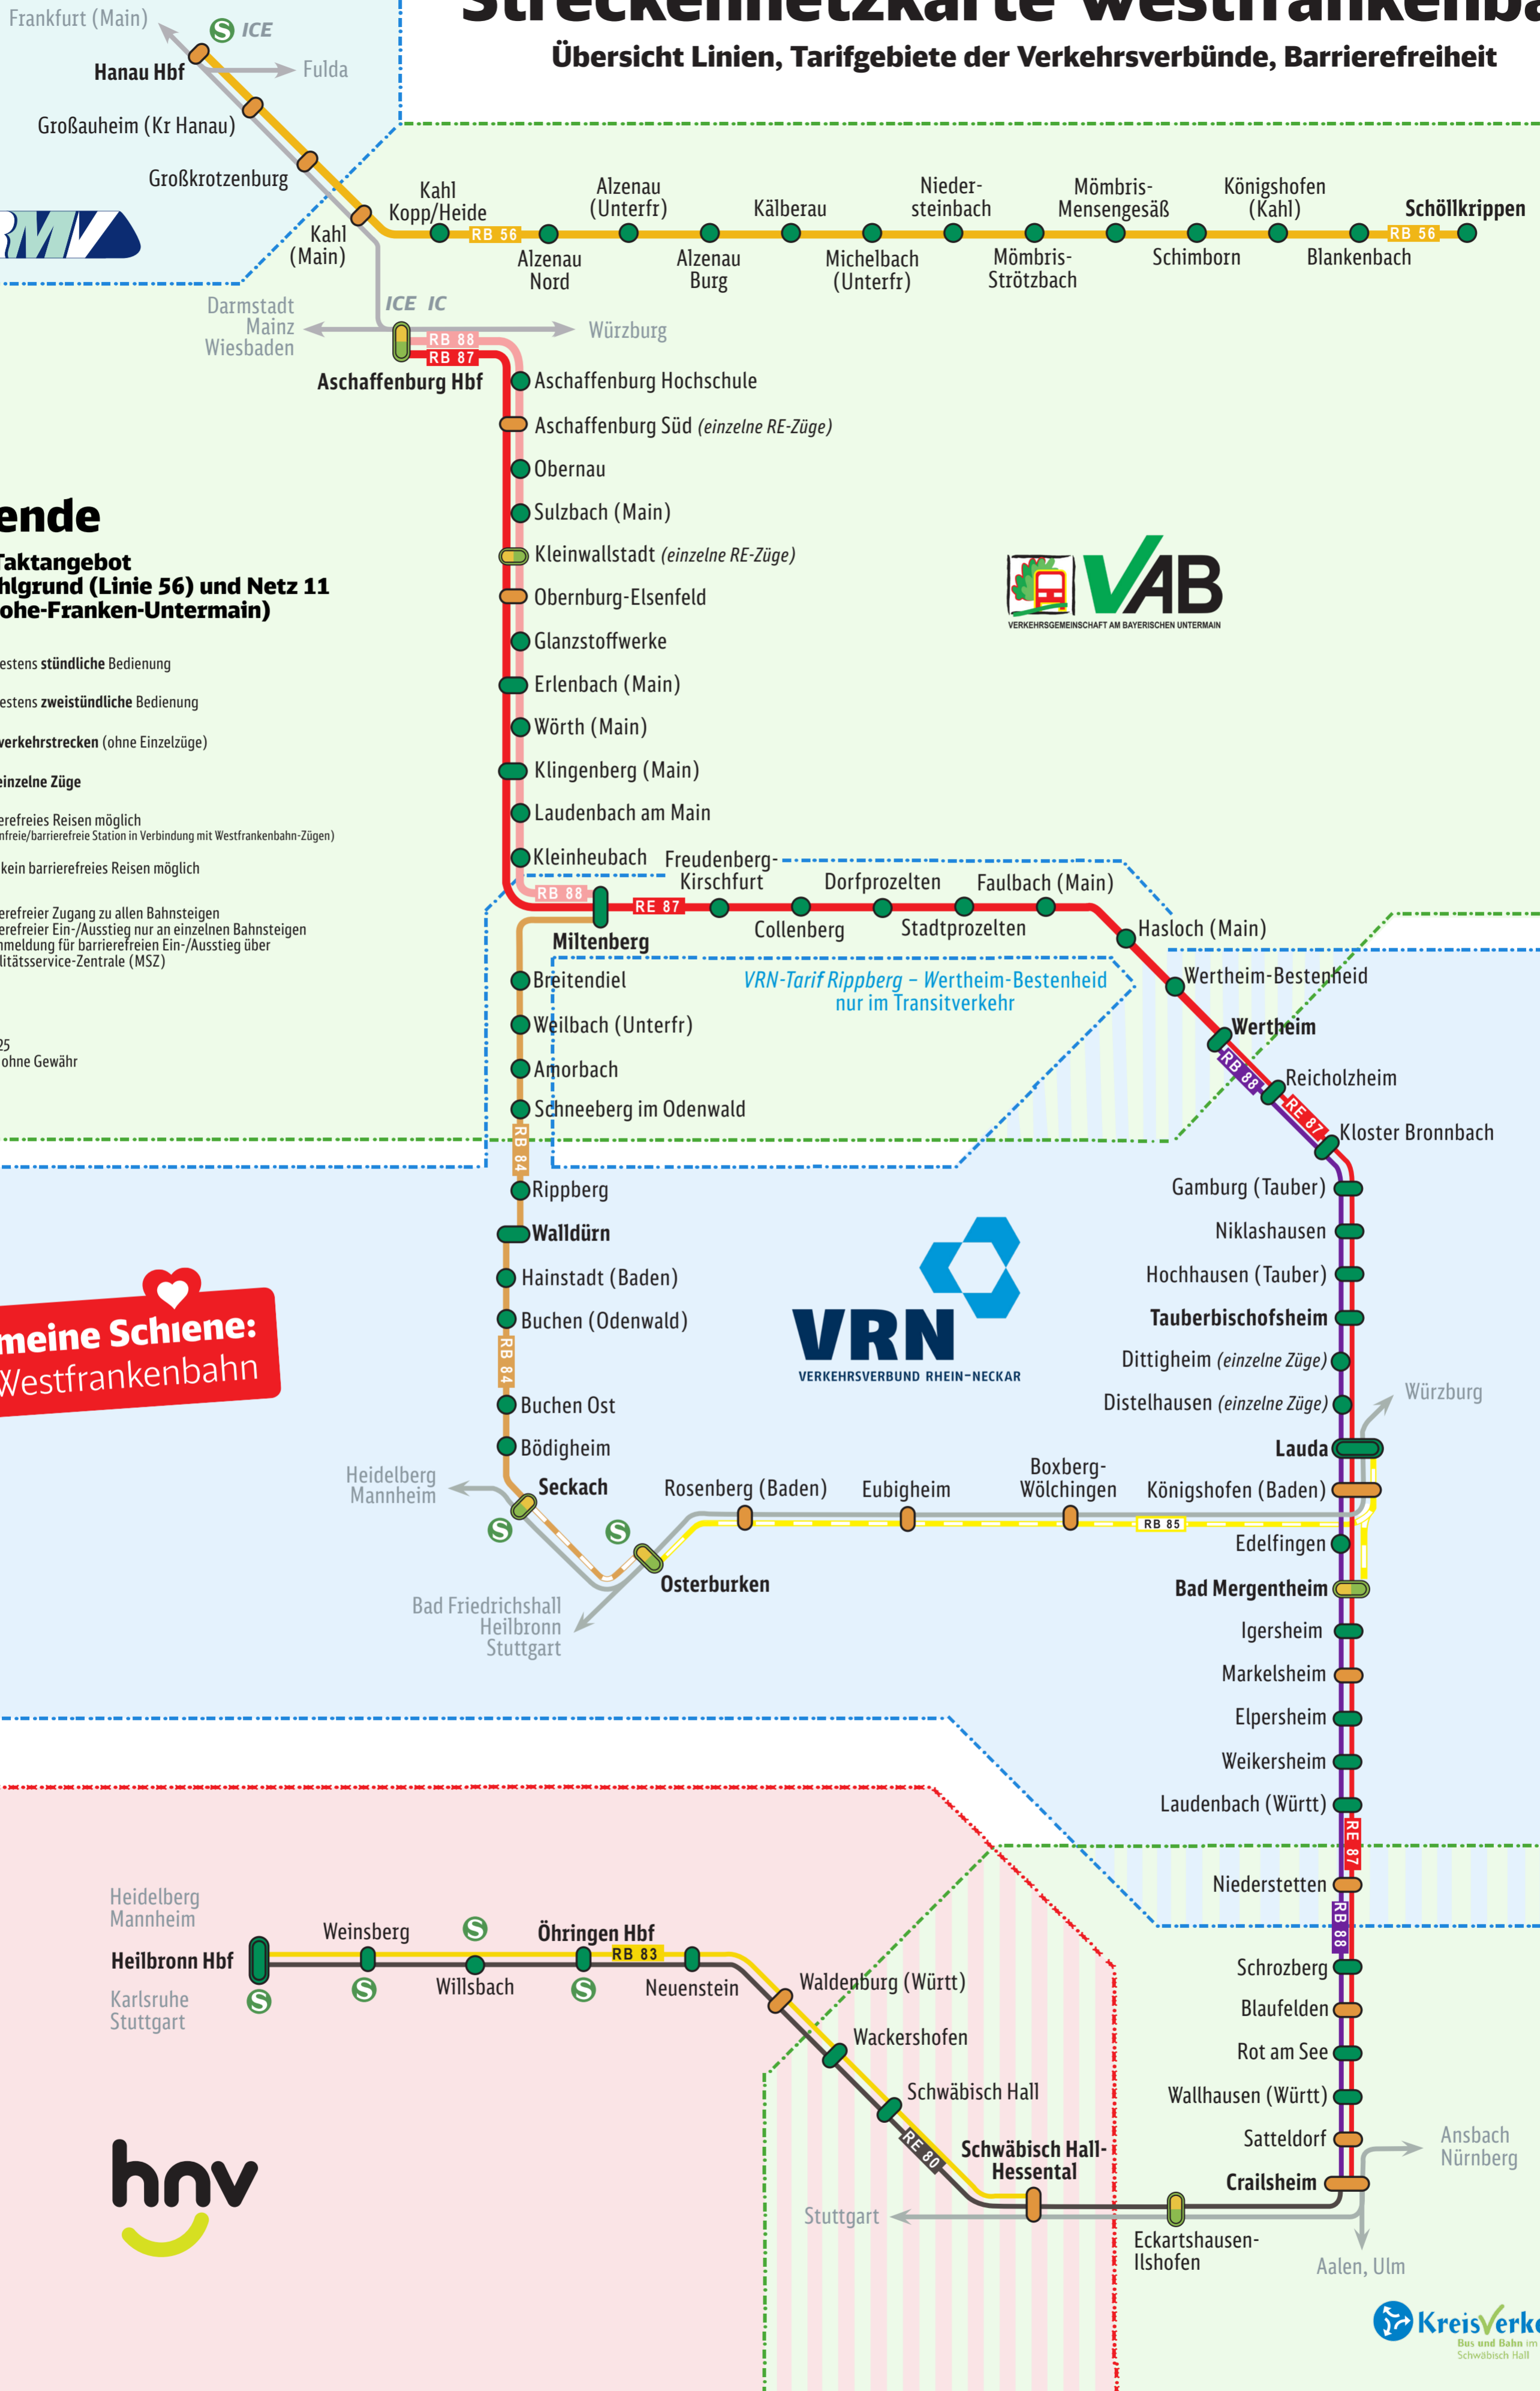 Übersicht Linien, Tarifgebiete der Verkehrsverbünde, Barrierefreiheit
Frankfurt (Main)
S ICE
Hanau Hbf
Fulda
Großauheim (Kr Hanau)
Großkrotzenburg
Kahl
(Main)
RMV
Kahl
Kopp/Heide
RB 56
Alzenau
Nord
Alzenau
(Unterfr)
Alzenau
Burg
Kälberau
Michelbach
(Unterfr)
Nieder-
steinbach
Mömbris-
Strötzbach
Mömbris-
Mensengesäß
Schimborn
Königshofen
(Kahl)
Blankenbach
RB 56
Schöllkrippen
Darmstadt
Mainz
Wiesbaden
ICE IC
Würzburg
RB 88
RB 87
Aschaffenburg Hbf
Aschaffenburg Hochschule
Aschaffenburg Süd (einzelne RE-Züge)
Obernau
Sulzbach (Main)
Kleinwallstadt (einzelne RE-Züge)
Obernburg-Elsenfeld
Glanzstoffwerke
Erlenbach (Main)
Wörth (Main)
Klingenberg (Main)
Laudenbach am Main
Kleinheubach
VAB
VERKEHRSGEMEINSCHAFT AM BAYERISCHEN UNTERMAIN
ende
Taktangebot
hlgrund (Linie 56) und Netz 11
ohe-Franken-Untermain)
estens stündliche Bedienung
estens zweistündliche Bedienung
verkehrstrecken (ohne Einzelzüge)
einzelne Züge
erefreies Reisen möglich
nfreie/barrierefreie Station in Verbindung mit Westfrankenbahn-Zügen)
kein barrierefreies Reisen möglich
erefreier Zugang zu allen Bahnsteigen
erefreier Ein-/Ausstieg nur an einzelnen Bahnsteigen
nmeldung für barrierefreien Ein-/Ausstieg über
litätsservice-Zentrale (MSZ)
25
ohne Gewähr
RB 88
Miltenberg
RE 87
Freudenberg-
Kirschfurt
Collenberg
Dorfprozelten
Stadtprozelten
Faulbach (Main)
Hasloch (Main)
Wertheim-Bestenheid
Wertheim
RB 88
Reicholzheim
RE 87
Kloster Bronnbach
VRN-Tarif Rippberg – Wertheim-Bestenheid
nur im Transitverkehr
Breitendiel
Weilbach (Unterfr)
Amorbach
Schneeberg im Odenwald
RB 84
Rippberg
Walldürn
Hainstadt (Baden)
Buchen (Odenwald)
RB 84
Buchen Ost
Bödigheim
Seckach
Heidelberg
Mannheim
S
S
Osterburken
Bad Friedrichshall
Heilbronn
Stuttgart
meine Schiene:
Westfrankenbahn
VRN
VERKEHRSVERBUND RHEIN-NECKAR
Gamburg (Tauber)
Niklashausen
Hochhausen (Tauber)
Tauberbischofsheim
Dittigheim (einzelne Züge)
Distelhausen (einzelne Züge)
Würzburg
Lauda
Rosenberg (Baden)
Eubigheim
Boxberg-
Wölchingen
Königshofen (Baden)
RB 85
Edelfingen
Bad Mergentheim
Igersheim
Markelsheim
Elpersheim
Weikersheim
Laudenbach (Württ)
RE 87
Niederstetten
RB 88
Schrozberg
Blaufelden
Rot am See
Wallhausen (Württ)
Satteldorf
Crailsheim
Ansbach
Nürnberg
Aalen, Ulm
Heidelberg
Mannheim
Heilbronn Hbf
Karlsruhe
Stuttgart
S
Weinsberg
S
S
Willsbach
Öhringen Hbf
S
RB 83
Neuenstein
Waldenburg (Württ)
Wackershofen
Schwäbisch Hall
RE 80
Schwäbisch Hall-
Hessental
Stuttgart
Eckartshausen-
Ilshofen
hnv
KreisVerke
Bus und Bahn im
Schwäbisch Hall